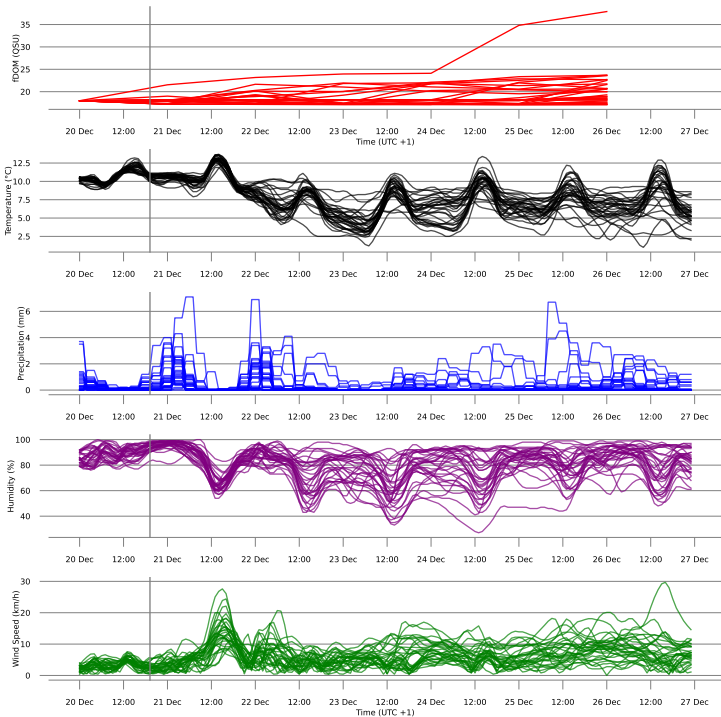 35
30
25
20
fDOM (QSU)
20 Dec 12:00 21 Dec 12:00 22 Dec 12:00 23 Dec 12:00 24 Dec 12:00 25 Dec 12:00 26 Dec 12:00 27 Dec
Time (UTC +1)
12.5
10.0
7.5
5.0
2.5
Temperature (°C)
20 Dec 12:00 21 Dec 12:00 22 Dec 12:00 23 Dec 12:00 24 Dec 12:00 25 Dec 12:00 26 Dec 12:00 27 Dec
6
4
2
0
Precipitation (mm)
20 Dec 12:00 21 Dec 12:00 22 Dec 12:00 23 Dec 12:00 24 Dec 12:00 25 Dec 12:00 26 Dec 12:00 27 Dec
100
80
60
40
Humidity (%)
20 Dec 12:00 21 Dec 12:00 22 Dec 12:00 23 Dec 12:00 24 Dec 12:00 25 Dec 12:00 26 Dec 12:00 27 Dec
30
20
10
0
Wind Speed (km/h)
20 Dec 12:00 21 Dec 12:00 22 Dec 12:00 23 Dec 12:00 24 Dec 12:00 25 Dec 12:00 26 Dec 12:00 27 Dec
Time (UTC +1)